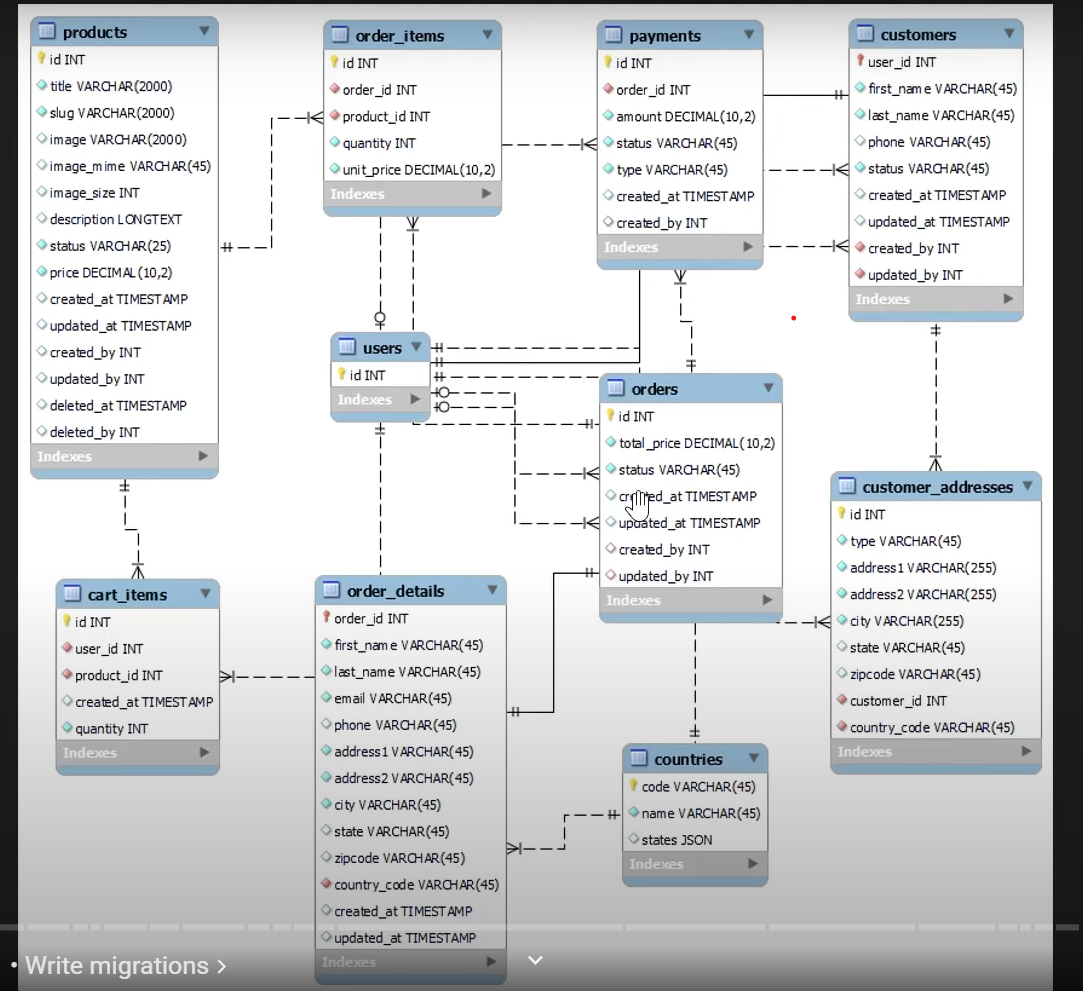 products
id INT
title VARCHAR(2000)
slug VARCHAR(2000)
image VARCHAR(2000)
image_mime VARCHAR(45)
image_size INT
description LONGTEXT
status VARCHAR(25)
price DECIMAL(10,2)
created_at TIMESTAMP
updated_at TIMESTAMP
created_by INT
updated_by INT
deleted_at TIMESTAMP
deleted_by INT
Indexes
order_items
id INT
order_id INT
product_id INT
quantity INT
unit_price DECIMAL(10,2)
Indexes
payments
id INT
order_id INT
amount DECIMAL(10,2)
status VARCHAR(45)
type VARCHAR(45)
created_at TIMESTAMP
created_by INT
Indexes
customers
user_id INT
first_name VARCHAR(45)
last_name VARCHAR(45)
phone VARCHAR(45)
status VARCHAR(45)
created_at TIMESTAMP
updated_at TIMESTAMP
created_by INT
updated_by INT
Indexes
users
id INT
Indexes
orders
id INT
total_price DECIMAL(10,2)
status VARCHAR(45)
created_at TIMESTAMP
updated_at TIMESTAMP
created_by INT
updated_by INT
Indexes
customer_addresses
id INT
type VARCHAR(45)
address1 VARCHAR(255)
address2 VARCHAR(255)
city VARCHAR(255)
state VARCHAR(45)
zipcode VARCHAR(45)
customer_id INT
country_code VARCHAR(45)
Indexes
cart_items
id INT
user_id INT
product_id INT
created_at TIMESTAMP
quantity INT
Indexes
order_details
order_id INT
first_name VARCHAR(45)
last_name VARCHAR(45)
email VARCHAR(45)
phone VARCHAR(45)
address1 VARCHAR(45)
address2 VARCHAR(45)
city VARCHAR(45)
state VARCHAR(45)
zipcode VARCHAR(45)
country_code VARCHAR(45)
created_at TIMESTAMP
updated_at TIMESTAMP
Indexes
countries
code VARCHAR(45)
name VARCHAR(45)
states JSON
Indexes
• Write migrations >